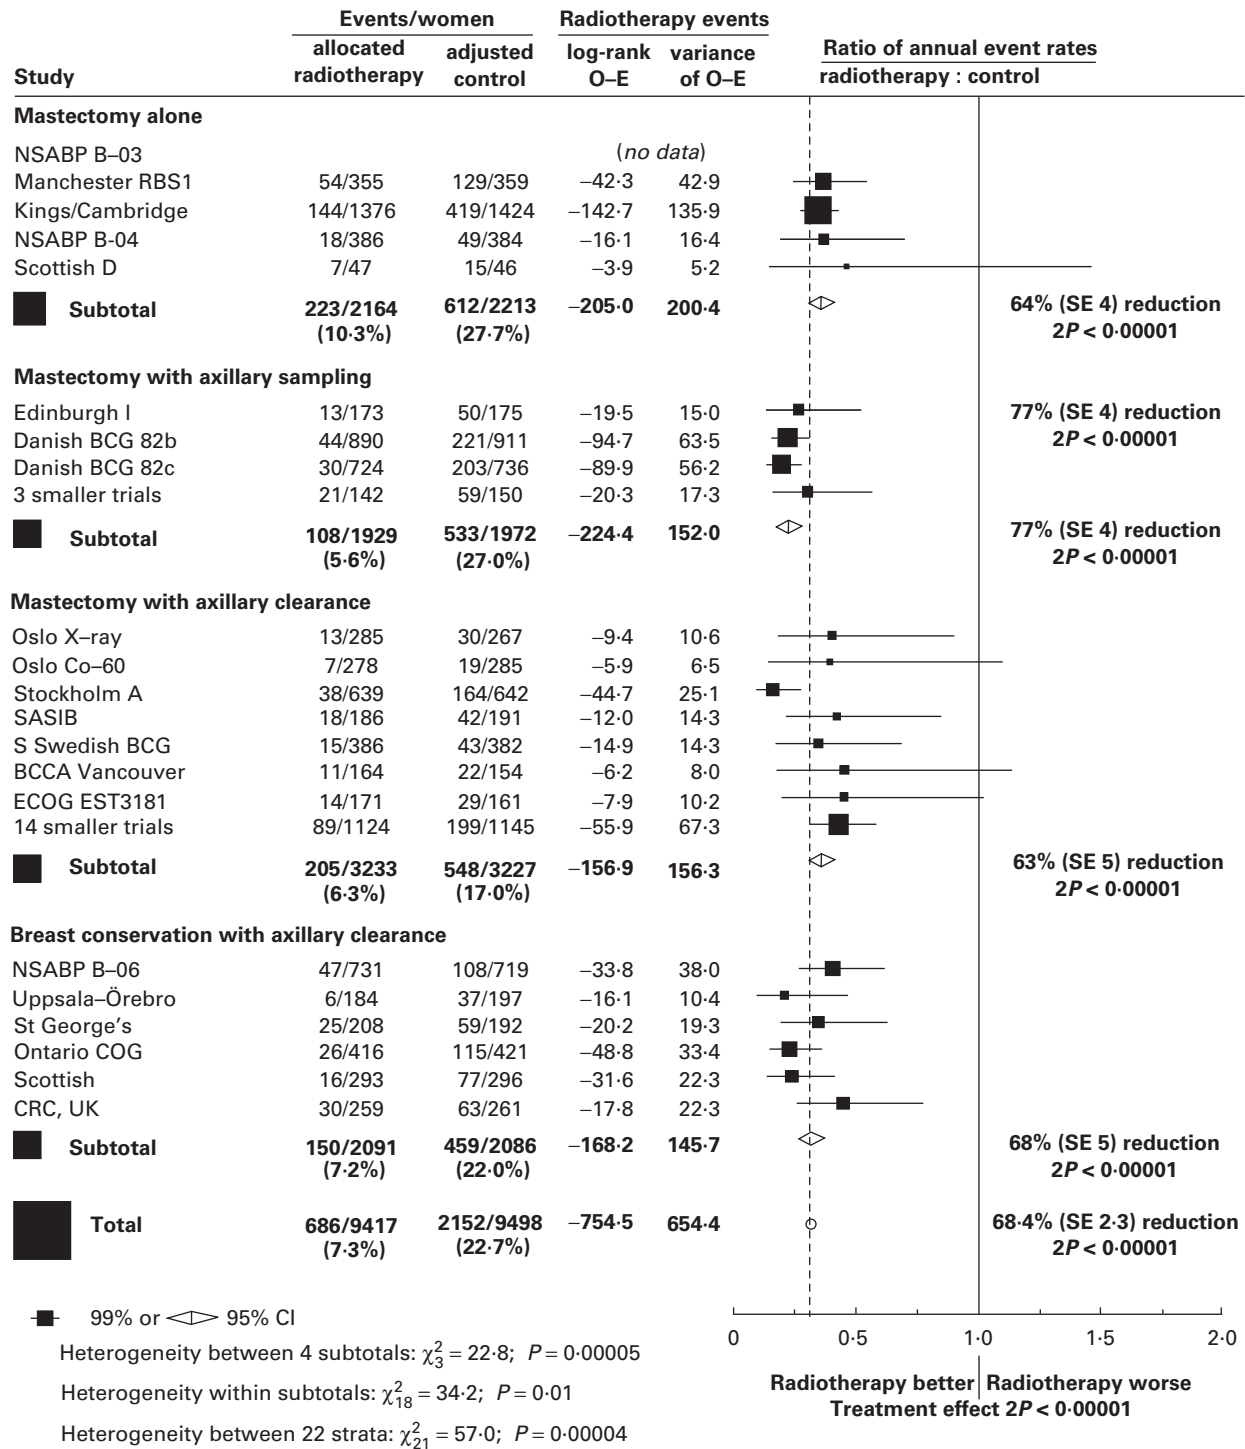 Events/women Radiotherapy events
allocated adjusted log-rank variance Ratio of annual event rates
Study radiotherapy control O–E of O–E radiotherapy : control
Mastectomy alone
NSABP B–03 (no data)
Manchester RBS1 54/355 129/359 –42·3 42·9
Kings/Cambridge 144/1376 419/1424 –142·7 135·9
NSABP B-04 18/386 49/384 –16·1 16·4
Scottish D 7/47 15/46 –3·9 5·2
Subtotal 223/2164 612/2213 –205·0 200·4 64% (SE 4) reduction
(10·3%) (27·7%) 2P < 0·00001
Mastectomy with axillary sampling
Edinburgh I 13/173 50/175 –19·5 15·0 77% (SE 4) reduction
Danish BCG 82b 44/890 221/911 –94·7 63·5 2P < 0·00001
Danish BCG 82c 30/724 203/736 –89·9 56·2
3 smaller trials 21/142 59/150 –20·3 17·3
Subtotal 108/1929 533/1972 –224·4 152·0 77% (SE 4) reduction
(5·6%) (27·0%) 2P < 0·00001
Mastectomy with axillary clearance
Oslo X–ray 13/285 30/267 –9·4 10·6
Oslo Co–60 7/278 19/285 –5·9 6·5
Stockholm A 38/639 164/642 –44·7 25·1
SASIB 18/186 42/191 –12·0 14·3
S Swedish BCG 15/386 43/382 –14·9 14·3
BCCA Vancouver 11/164 22/154 –6·2 8·0
ECOG EST3181 14/171 29/161 –7·9 10·2
14 smaller trials 89/1124 199/1145 –55·9 67·3
Subtotal 205/3233 548/3227 –156·9 156·3 63% (SE 5) reduction
(6·3%) (17·0%) 2P < 0·00001
Breast conservation with axillary clearance
NSABP B–06 47/731 108/719 –33·8 38·0
Uppsala–Örebro 6/184 37/197 –16·1 10·4
St George's 25/208 59/192 –20·2 19·3
Ontario COG 26/416 115/421 –48·8 33·4
Scottish 16/293 77/296 –31·6 22·3
CRC, UK 30/259 63/261 –17·8 22·3
Subtotal 150/2091 459/2086 –168·2 145·7 68% (SE 5) reduction
(7·2%) (22·0%) 2P < 0·00001
Total 686/9417 2152/9498 –754·5 654·4 68·4% (SE 2·3) reduction
(7·3%) (22·7%) 2P < 0·00001
99% or 95% CI
0 0·5 1·0 1·5 2·0
Heterogeneity between 4 subtotals: χ²₃ = 22·8; P = 0·00005
Radiotherapy better Radiotherapy worse
Heterogeneity within subtotals: χ²₁₈ = 34·2; P = 0·01
Treatment effect 2P < 0·00001
Heterogeneity between 22 strata: χ²₂₁ = 57·0; P = 0·00004